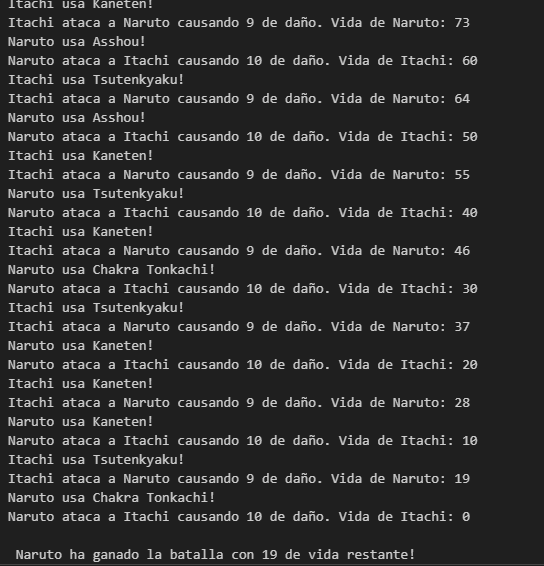 Itachi usa Kaneten!
Itachi ataca a Naruto causando 9 de daño. Vida de Naruto: 73
Naruto usa Asshou!
Naruto ataca a Itachi causando 10 de daño. Vida de Itachi: 60
Itachi usa Tsutenkyaku!
Itachi ataca a Naruto causando 9 de daño. Vida de Naruto: 64
Naruto usa Asshou!
Naruto ataca a Itachi causando 10 de daño. Vida de Itachi: 50
Itachi usa Kaneten!
Itachi ataca a Naruto causando 9 de daño. Vida de Naruto: 55
Naruto usa Tsutenkyaku!
Naruto ataca a Itachi causando 10 de daño. Vida de Itachi: 40
Itachi usa Kaneten!
Itachi ataca a Naruto causando 9 de daño. Vida de Naruto: 46
Naruto usa Chakra Tonkachi!
Naruto ataca a Itachi causando 10 de daño. Vida de Itachi: 30
Itachi usa Tsutenkyaku!
Itachi ataca a Naruto causando 9 de daño. Vida de Naruto: 37
Naruto usa Kaneten!
Naruto ataca a Itachi causando 10 de daño. Vida de Itachi: 20
Itachi usa Kaneten!
Itachi ataca a Naruto causando 9 de daño. Vida de Naruto: 28
Naruto usa Kaneten!
Naruto ataca a Itachi causando 10 de daño. Vida de Itachi: 10
Itachi usa Tsutenkyaku!
Itachi ataca a Naruto causando 9 de daño. Vida de Naruto: 19
Naruto usa Chakra Tonkachi!
Naruto ataca a Itachi causando 10 de daño. Vida de Itachi: 0
Naruto ha ganado la batalla con 19 de vida restante!